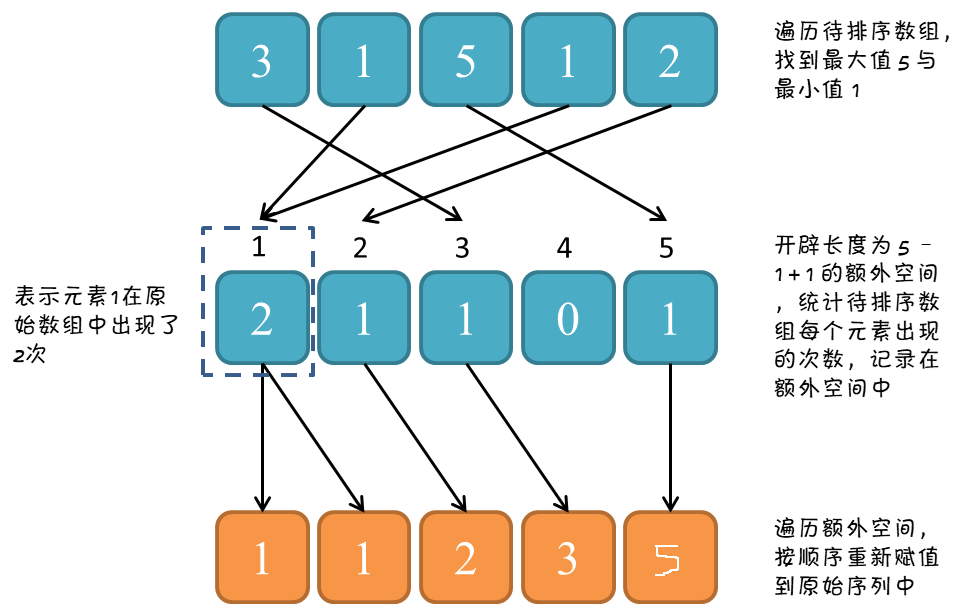 3 1 5 1 2
遍历待排序数组，
找到最大值5与
最小值1
1 2 3 4 5
2 1 1 0 1
表示元素1在原
始数组中出现了
2次
开辟长度为5-
1+1的额外空间
，统计待排序数
组每个元素出现
的次数，记录在
额外空间中
1 1 2 3 5
遍历额外空间，
按顺序重新赋值
到原始序列中